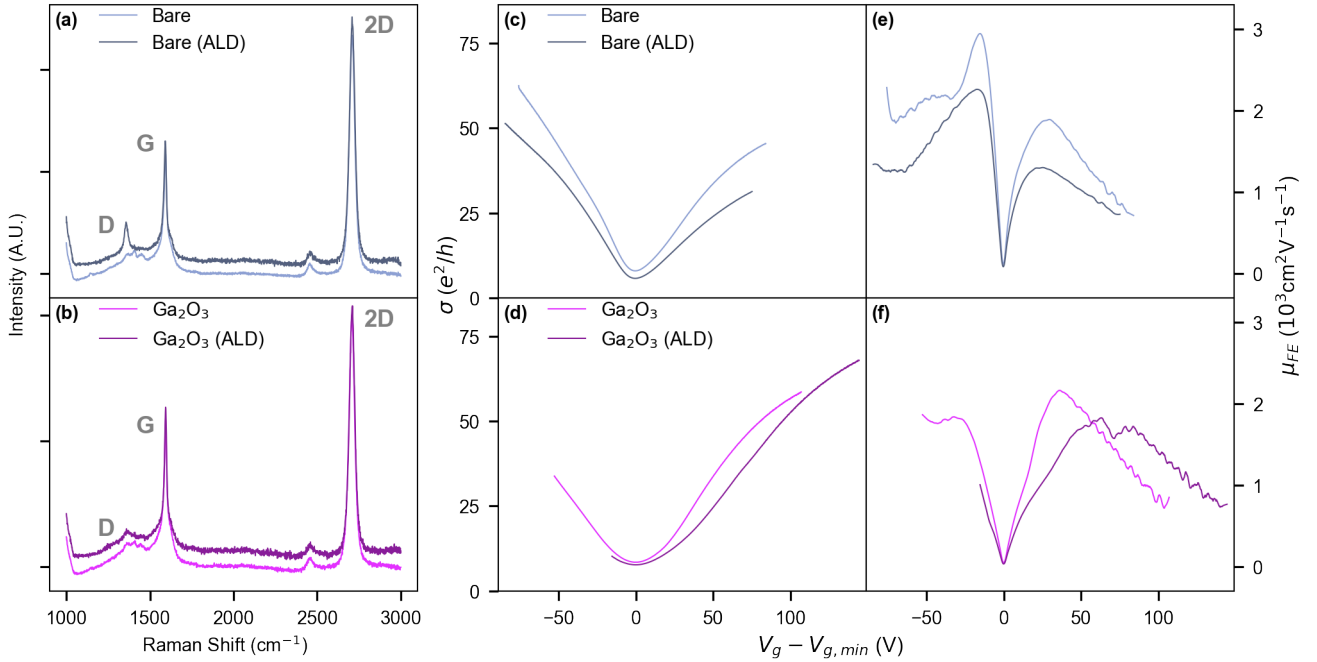 (a)
Bare
Bare (ALD)
D
G
2D
(b)
Ga₂O₃
Ga₂O₃ (ALD)
D
G
2D
Intensity (A.U.)
1000 1500 2000 2500 3000
Raman Shift (cm⁻¹)
(c)
Bare
Bare (ALD)
75
50
25
0
(d)
Ga₂O₃
Ga₂O₃ (ALD)
75
50
25
0
σ (e²/h)
−50 0 50 100
(e)
3
2
1
0
(f)
3
2
1
0
μFE (10³cm²V⁻¹s⁻¹)
−50 0 50 100
Vg − Vg,min (V)